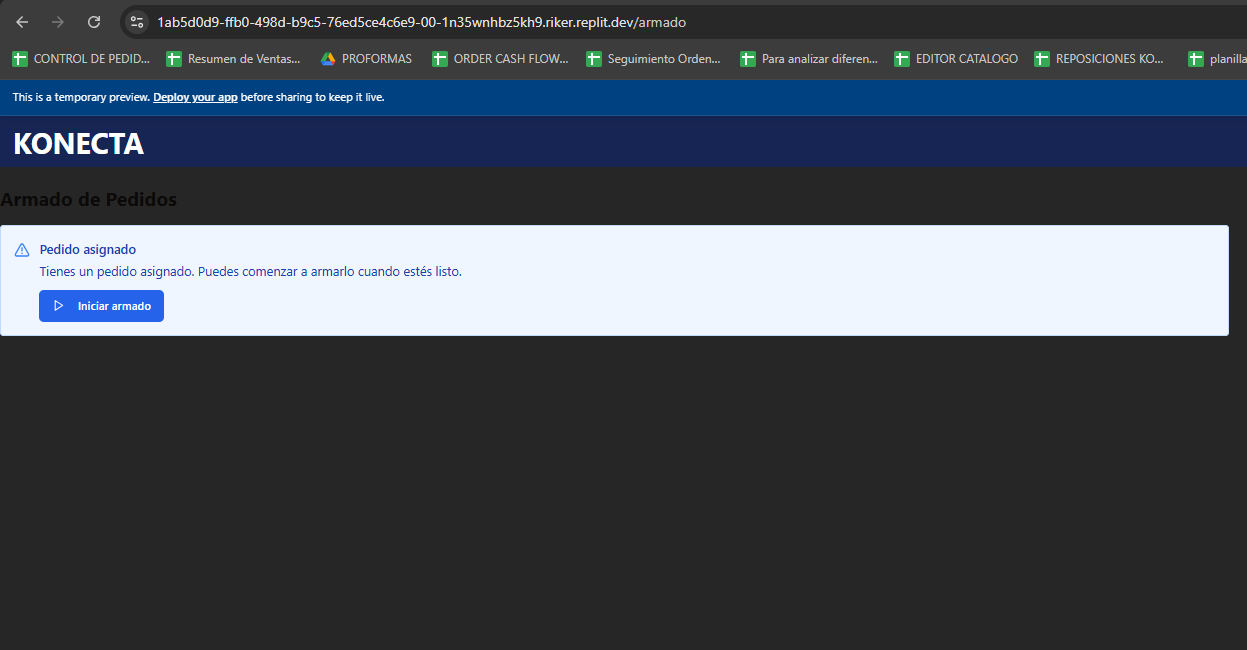 1ab5d0d9-ffb0-498d-b9c5-76ed5ce4c6e9-00-1n35wnhbz5kh9.riker.replit.dev/armado
CONTROL DE PEDID... Resumen de Ventas... PROFORMAS ORDER CASH FLOW... Seguimiento Orden... Para analizar diferen... EDITOR CATALOGO REPOSICIONES KO... planilla
This is a temporary preview. Deploy your app before sharing to keep it live.
KONECTA
Armado de Pedidos
Pedido asignado
Tienes un pedido asignado. Puedes comenzar a armarlo cuando estés listo.
Iniciar armado